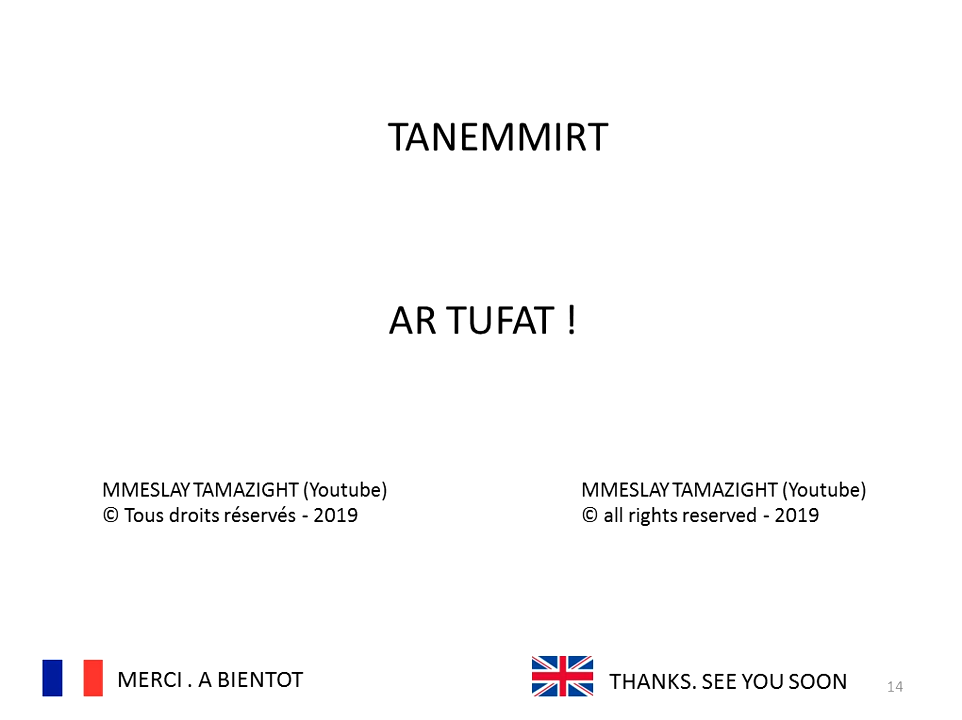 TANEMMIRT
AR TUFAT !
MMESLAY TAMAZIGHT (Youtube)
© Tous droits réservés - 2019
MMESLAY TAMAZIGHT (Youtube)
© all rights reserved - 2019
MERCI . A BIENTOT
THANKS. SEE YOU SOON
14